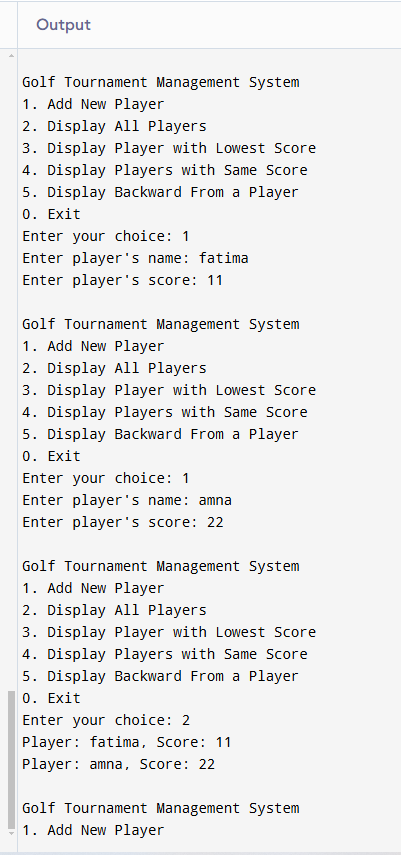 Output
Golf Tournament Management System
1. Add New Player
2. Display All Players
3. Display Player with Lowest Score
4. Display Players with Same Score
5. Display Backward From a Player
0. Exit
Enter your choice: 1
Enter player's name: fatima
Enter player's score: 11
Golf Tournament Management System
1. Add New Player
2. Display All Players
3. Display Player with Lowest Score
4. Display Players with Same Score
5. Display Backward From a Player
0. Exit
Enter your choice: 1
Enter player's name: amna
Enter player's score: 22
Golf Tournament Management System
1. Add New Player
2. Display All Players
3. Display Player with Lowest Score
4. Display Players with Same Score
5. Display Backward From a Player
0. Exit
Enter your choice: 2
Player: fatima, Score: 11
Player: amna, Score: 22
Golf Tournament Management System
1. Add New Player